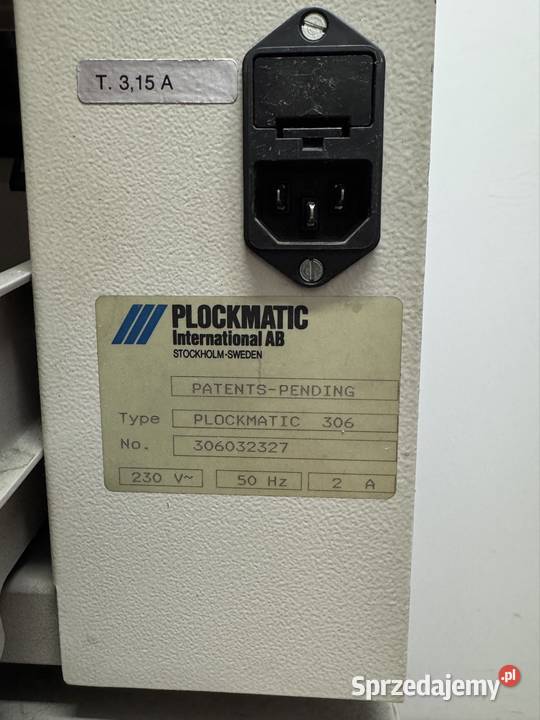 T. 3,15 A
PLOCKMATIC
International AB
STOCKHOLM-SWEDEN
PATENTS-PENDING
Type PLOCKMATIC 306
No. 306032327
230 V~ 50 Hz 2 A
Sprzedajemy.pl